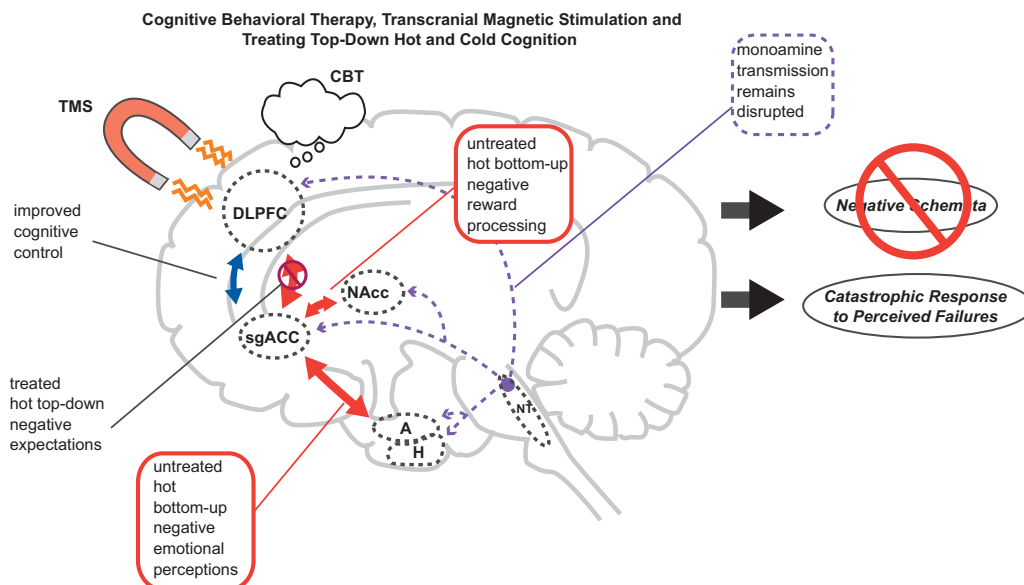 Cognitive Behavioral Therapy, Transcranial Magnetic Stimulation and
Treating Top-Down Hot and Cold Cognition
TMS
CBT
monoamine
transmission
remains
disrupted
untreated
hot bottom-up
negative
reward
processing
improved
cognitive
control
DLPFC
NAcc
sgACC
Negative Schemata
Catastrophic Response
to Perceived Failures
treated
hot top-down
negative
expectations
A
H
NT
untreated
hot
bottom-up
negative
emotional
perceptions